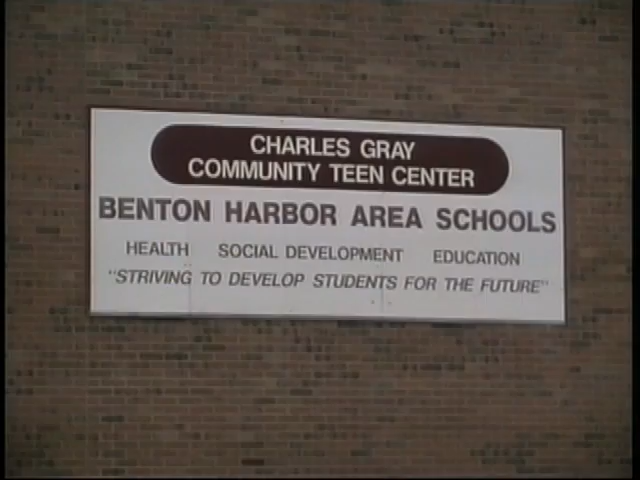 CHARLES GRAY
COMMUNITY TEEN CENTER
BENTON HARBOR AREA SCHOOLS
HEALTH SOCIAL DEVELOPMENT EDUCATION
"STRIVING TO DEVELOP STUDENTS FOR THE FUTURE"